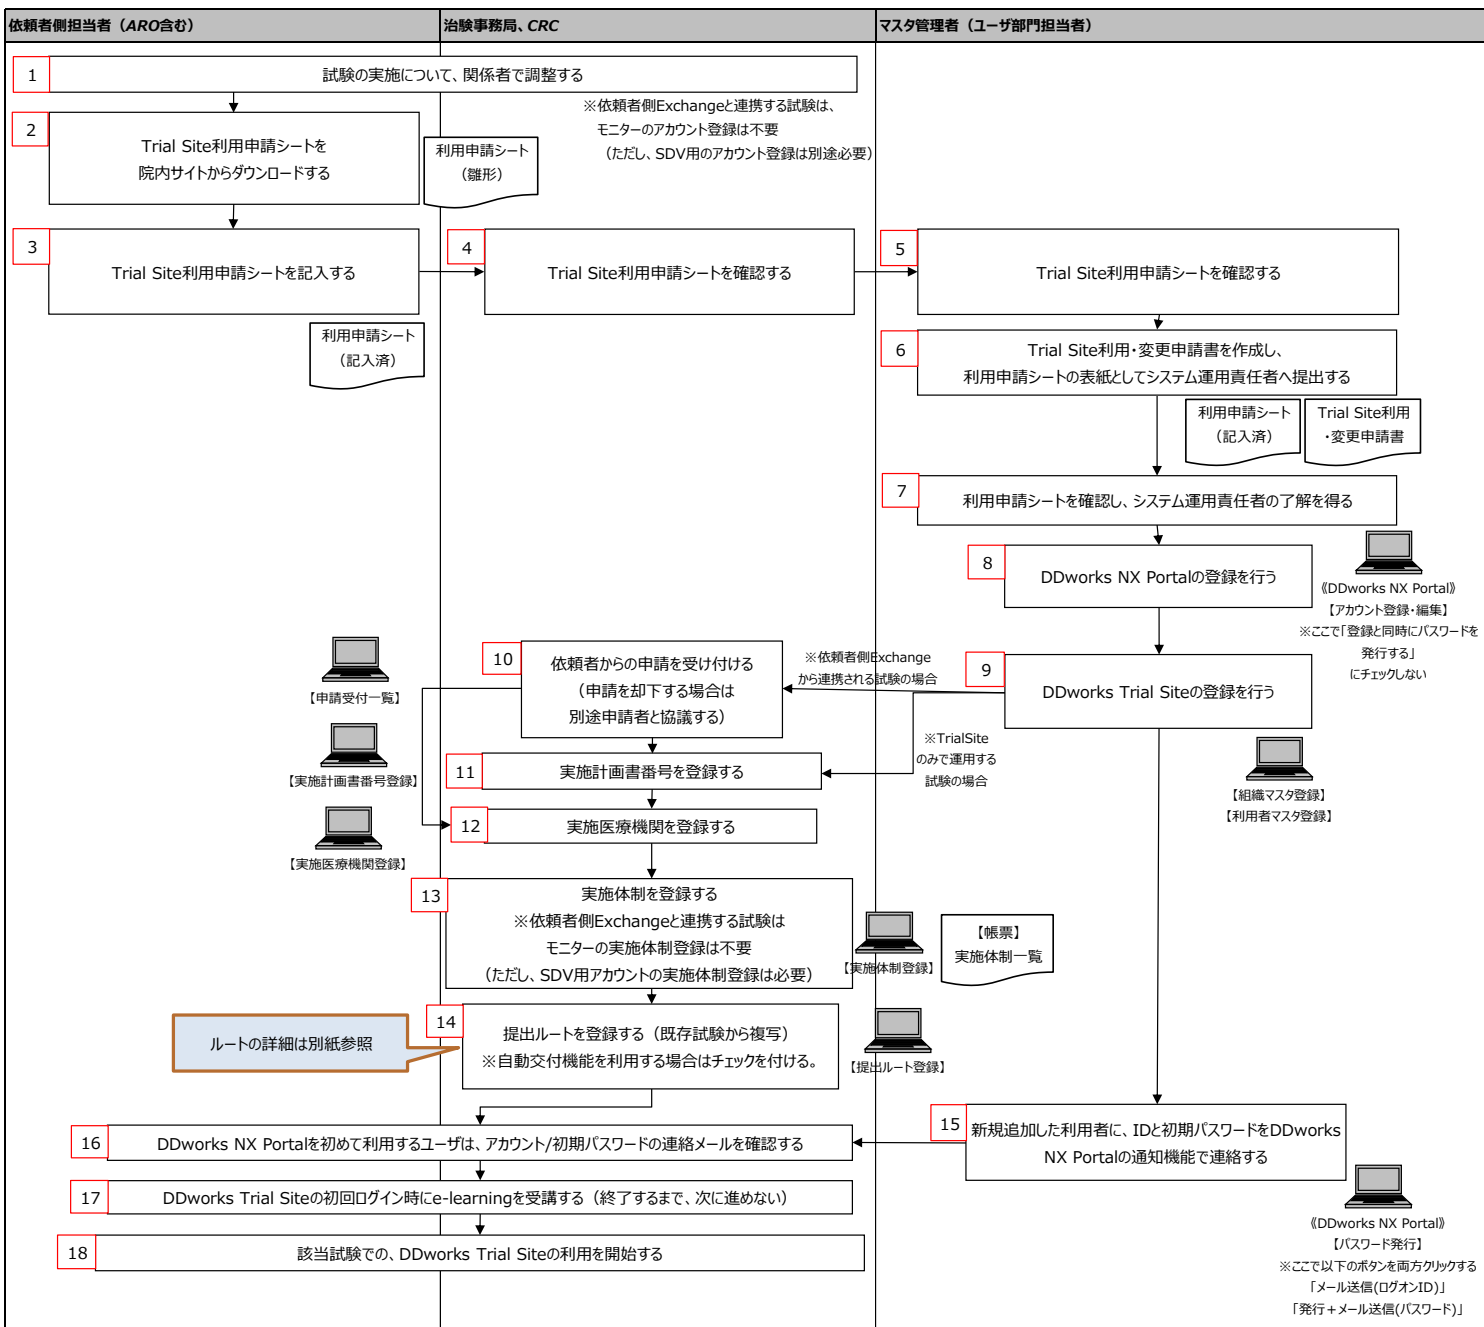 依頼者側担当者（ARO含む）
治験事務局、CRC
マスタ管理者（ユーザ部門担当者）
1
試験の実施について、関係者で調整する
※依頼者側Exchangeと連携する試験は、
モニターのアカウント登録は不要
（ただし、SDV用のアカウント登録は別途必要）
2
Trial Site利用申請シートを
院内サイトからダウンロードする
利用申請シート
（雛形）
3
Trial Site利用申請シートを記入する
4
Trial Site利用申請シートを確認する
5
Trial Site利用申請シートを確認する
利用申請シート
（記入済）
6
Trial Site利用・変更申請書を作成し、
利用申請シートの表紙としてシステム運用責任者へ提出する
利用申請シート
（記入済）
Trial Site利用
・変更申請書
7
利用申請シートを確認し、システム運用責任者の了解を得る
8
DDworks NX Portalの登録を行う
《DDworks NX Portal》
【アカウント登録・編集】
※ここで「登録と同時にパスワードを
発行する」
にチェックしない
9
DDworks Trial Siteの登録を行う
※依頼者側Exchange
から連携される試験の場合
※TrialSite
のみで運用する
試験の場合
【組織マスタ登録】
【利用者マスタ登録】
10
依頼者からの申請を受け付ける
（申請を却下する場合は
別途申請者と協議する）
【申請受付一覧】
11
実施計画書番号を登録する
【実施計画書番号登録】
12
実施医療機関を登録する
【実施医療機関登録】
13
実施体制を登録する
※依頼者側Exchangeと連携する試験は
モニターの実施体制登録は不要
（ただし、SDV用アカウントの実施体制登録は必要）
【実施体制登録】
【帳票】
実施体制一覧
14
提出ルートを登録する（既存試験から複写）
※自動交付機能を利用する場合はチェックを付ける。
ルートの詳細は別紙参照
【提出ルート登録】
15
新規追加した利用者に、IDと初期パスワードをDDworks
NX Portalの通知機能で連絡する
《DDworks NX Portal》
【パスワード発行】
※ここで以下のボタンを両方クリックする
「メール送信(ログオンID)」
「発行＋メール送信(パスワード)」
16
DDworks NX Portalを初めて利用するユーザは、アカウント/初期パスワードの連絡メールを確認する
17
DDworks Trial Siteの初回ログイン時にe-learningを受講する（終了するまで、次に進めない）
18
該当試験での、DDworks Trial Siteの利用を開始する